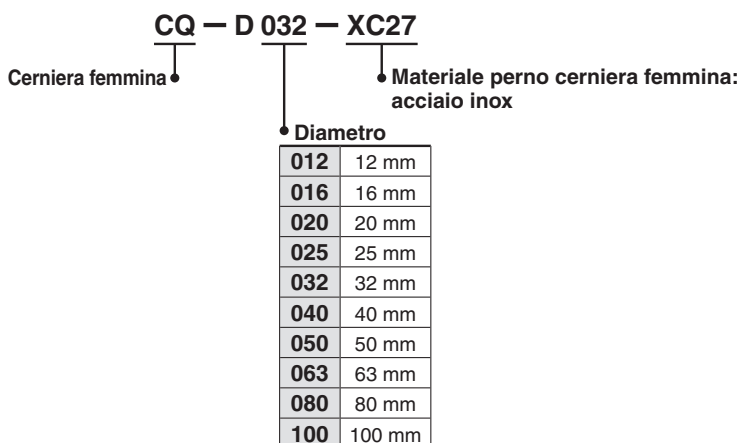 CQ — D 032 — XC27
Cerniera femmina
Materiale perno cerniera femmina:
acciaio inox
Diametro
012 12 mm
016 16 mm
020 20 mm
025 25 mm
032 32 mm
040 40 mm
050 50 mm
063 63 mm
080 80 mm
100 100 mm